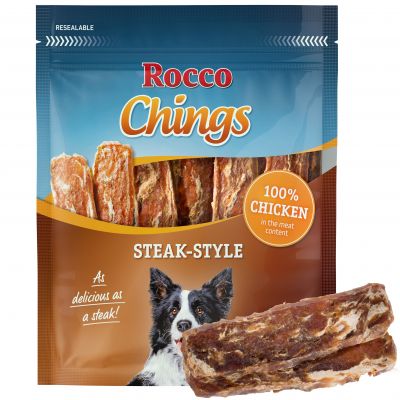 RESEALABLE
Rocco
Chings
100%
CHICKEN
in the meat
content
STEAK-STYLE
As
delicious as
a steak!